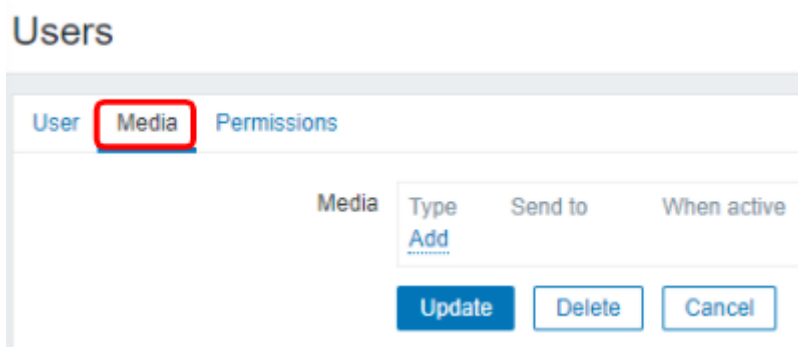 Users
User Media Permissions
Media Type Send to When active
Add
Update Delete Cancel